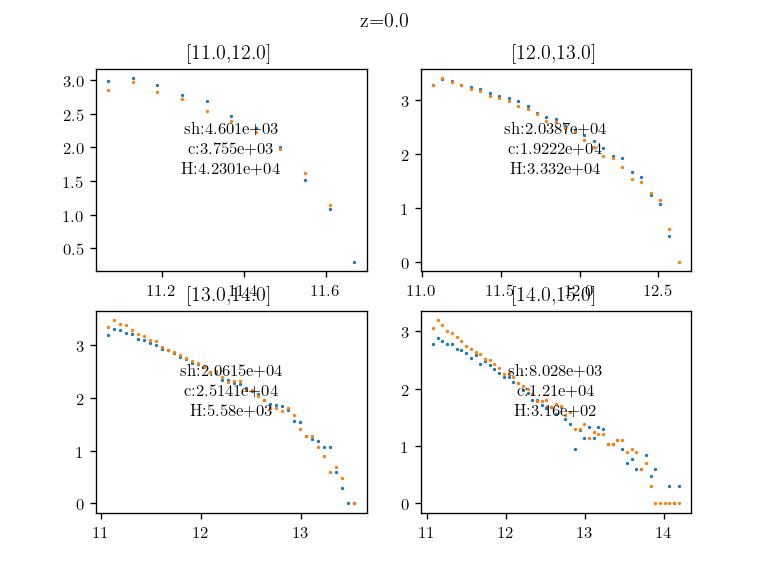 z=0.0
[11.0,12.0]
[12.0,13.0]
3.0
2.5
2.0
1.5
1.0
0.5
sh:4.601e+03
c:3.755e+03
H:4.2301e+04
11.2
11.4
11.6
3
2
1
0
sh:2.0387e+04
c:1.9222e+04
H:3.332e+04
11.0
11.5
12.0
12.5
[13.0,14.0]
[14.0,15.0]
3
2
1
0
sh:2.0615e+04
c:2.5141e+04
H:5.58e+03
11
12
13
3
2
1
0
sh:8.028e+03
c:1.21e+04
H:3.16e+02
11
12
13
14